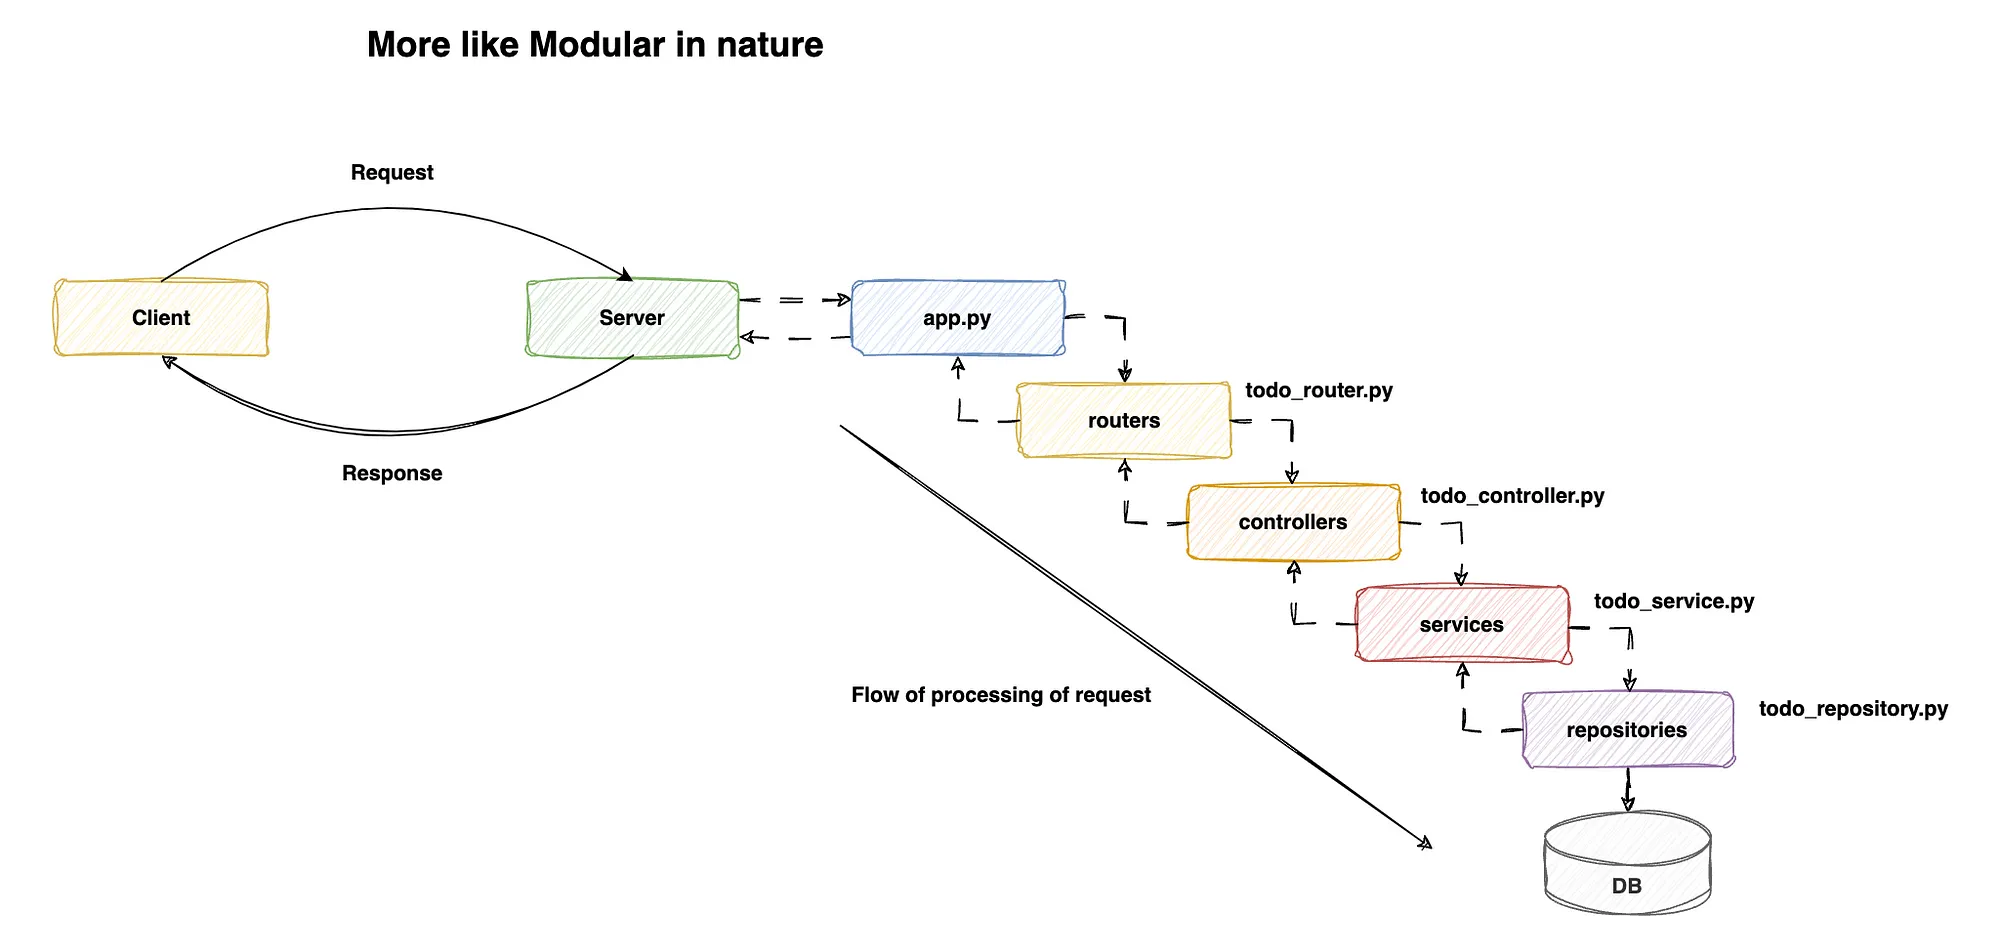 More like Modular in nature
Request
Client
Server
app.py
Response
routers
todo_router.py
controllers
todo_controller.py
services
todo_service.py
Flow of processing of request
repositories
todo_repository.py
DB